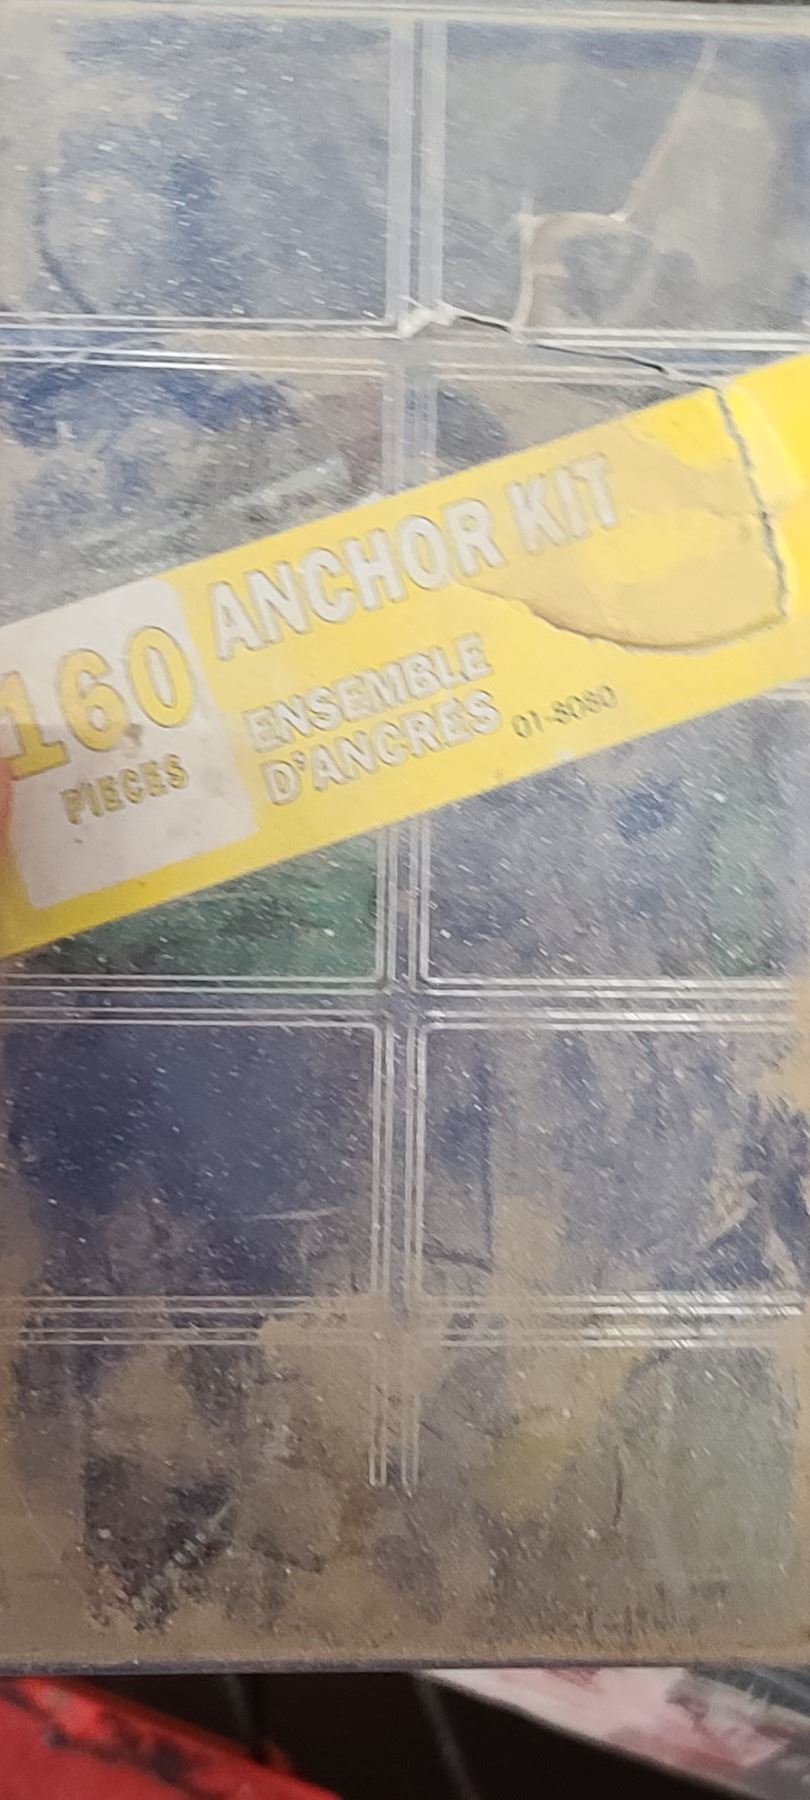 160
PIECES
ANCHOR KIT
ENSEMBLE
D'ANCRES
01-8080